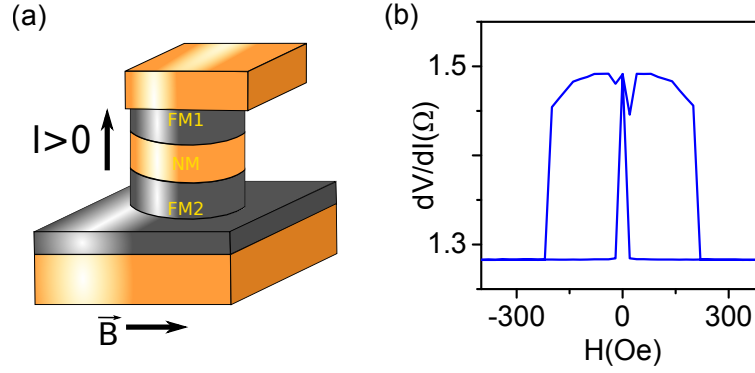 (a)
I>0
FM1
NM
FM2
B
(b)
dV/dI(Ω)
1.5
1.3
-300
0
300
H(Oe)